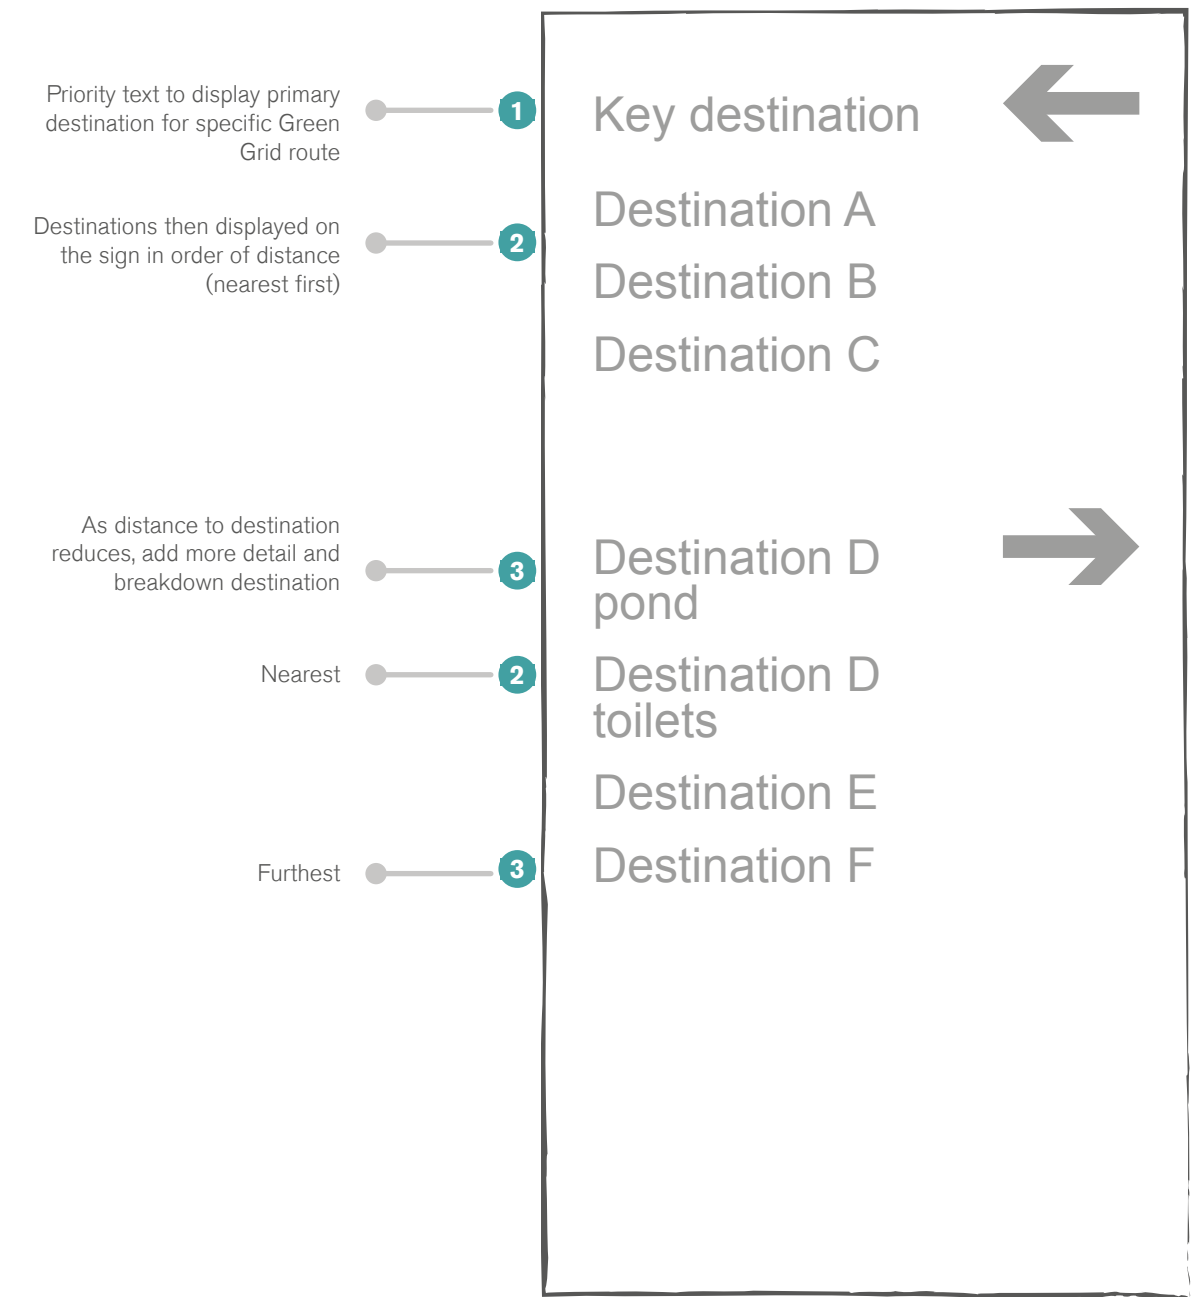 Priority text to display primary
destination for specific Green
Grid route
1
Key destination
Destination A
Destinations then displayed on
the sign in order of distance
(nearest first)
2
Destination B
Destination C
As distance to destination
reduces, add more detail and
breakdown destination
3
Destination D
pond
Nearest
2
Destination D
toilets
Destination E
Furthest
3
Destination F